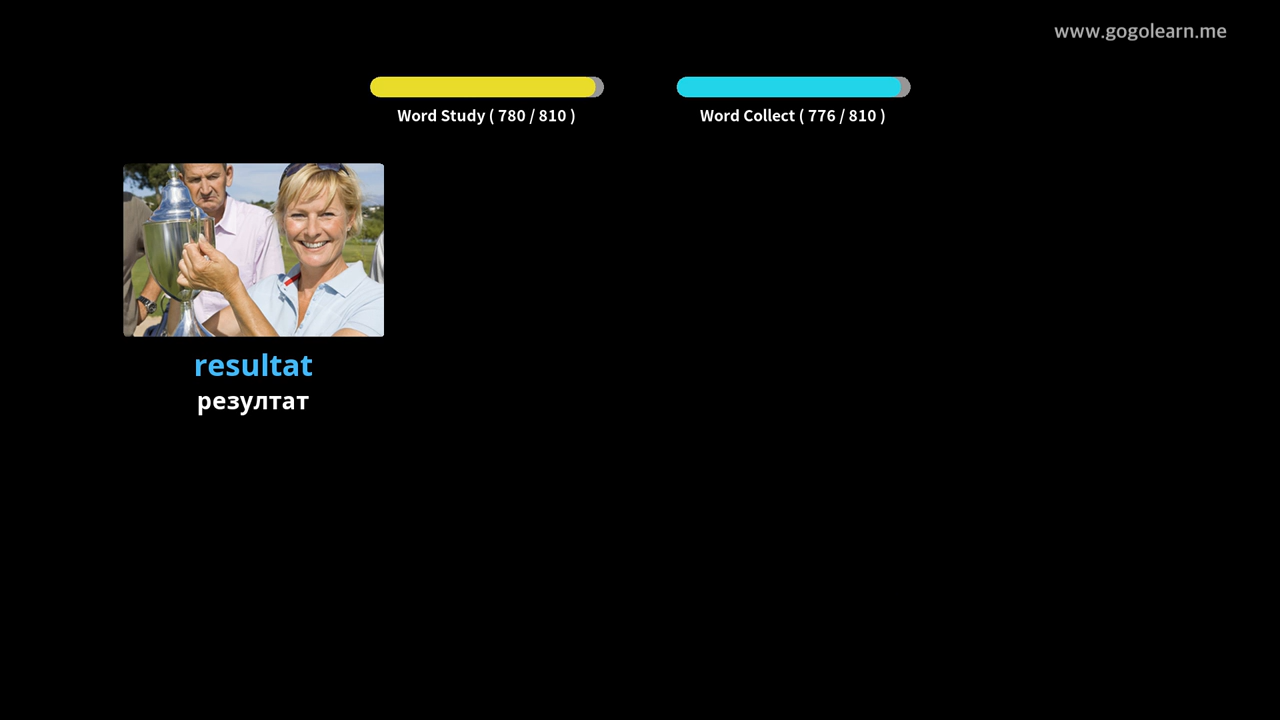 www.gogolearn.me
Word Study ( 780 / 810 )
Word Collect ( 776 / 810 )
resultat
резултат